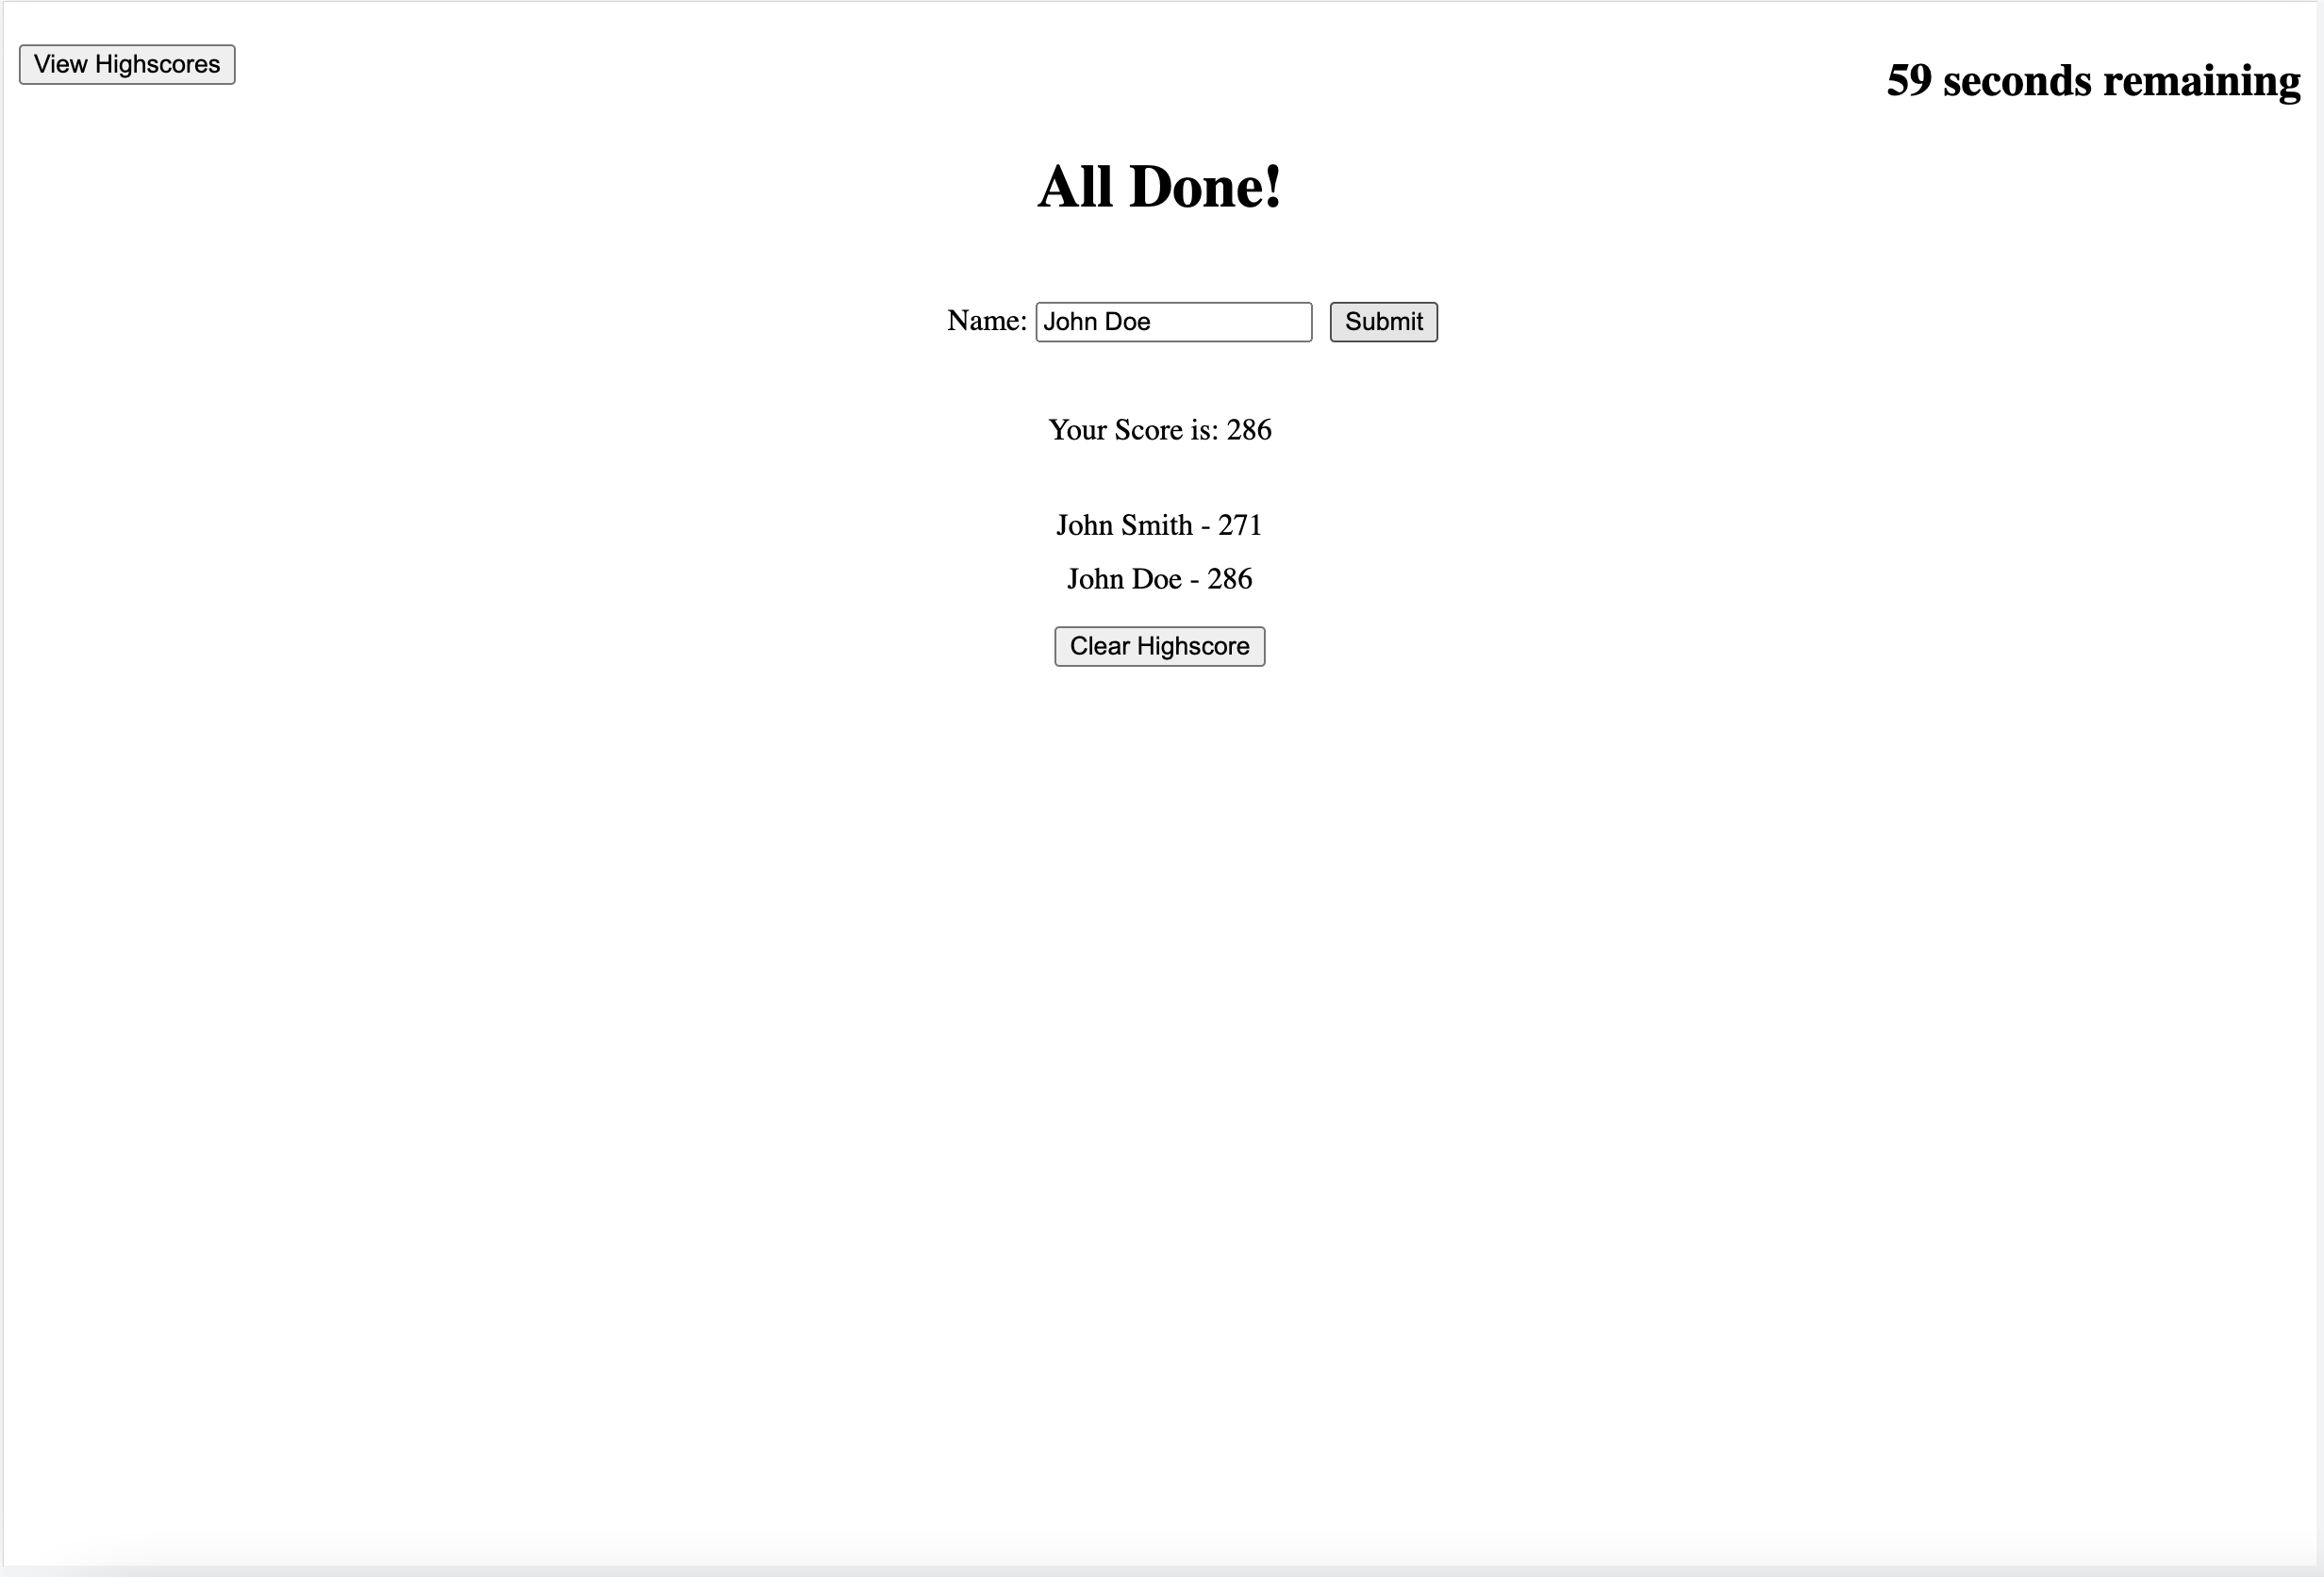 View Highscores
59 seconds remaining
All Done!
Name: John Doe Submit
Your Score is: 286
John Smith - 271
John Doe - 286
Clear Highscore